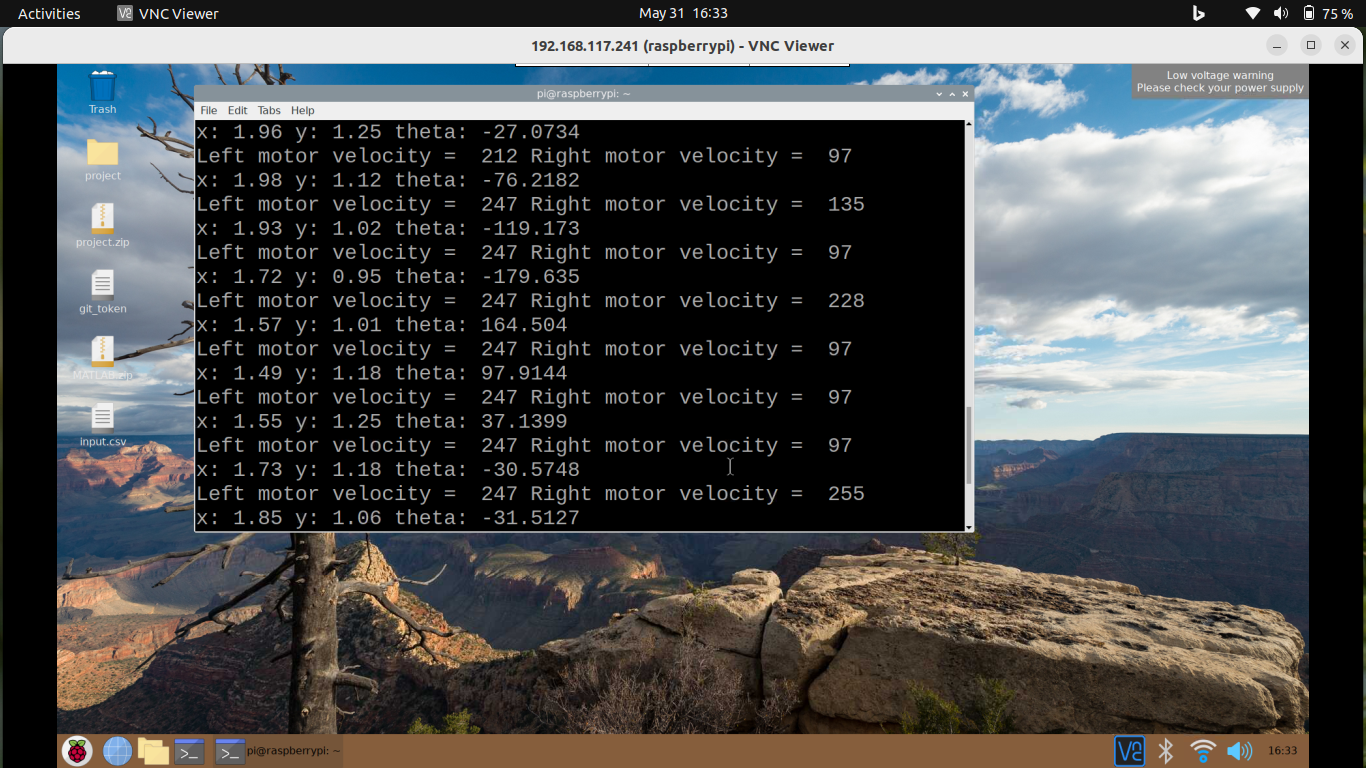 Activities VNC Viewer May 31 16:33 75 %
192.168.117.241 (raspberrypi) - VNC Viewer
Low voltage warning
Please check your power supply
Trash
project
project.zip
git_token
MATLAB.zip
input.csv
pi@raspberrypi: ~
File Edit Tabs Help
x: 1.96 y: 1.25 theta: -27.0734
Left motor velocity =  212 Right motor velocity =  97
x: 1.98 y: 1.12 theta: -76.2182
Left motor velocity =  247 Right motor velocity =  135
x: 1.93 y: 1.02 theta: -119.173
Left motor velocity =  247 Right motor velocity =  97
x: 1.72 y: 0.95 theta: -179.635
Left motor velocity =  247 Right motor velocity =  228
x: 1.57 y: 1.01 theta: 164.504
Left motor velocity =  247 Right motor velocity =  97
x: 1.49 y: 1.18 theta: 97.9144
Left motor velocity =  247 Right motor velocity =  97
x: 1.55 y: 1.25 theta: 37.1399
Left motor velocity =  247 Right motor velocity =  97
x: 1.73 y: 1.18 theta: -30.5748
Left motor velocity =  247 Right motor velocity =  255
x: 1.85 y: 1.06 theta: -31.5127
pi@raspberrypi: ~ 16:33